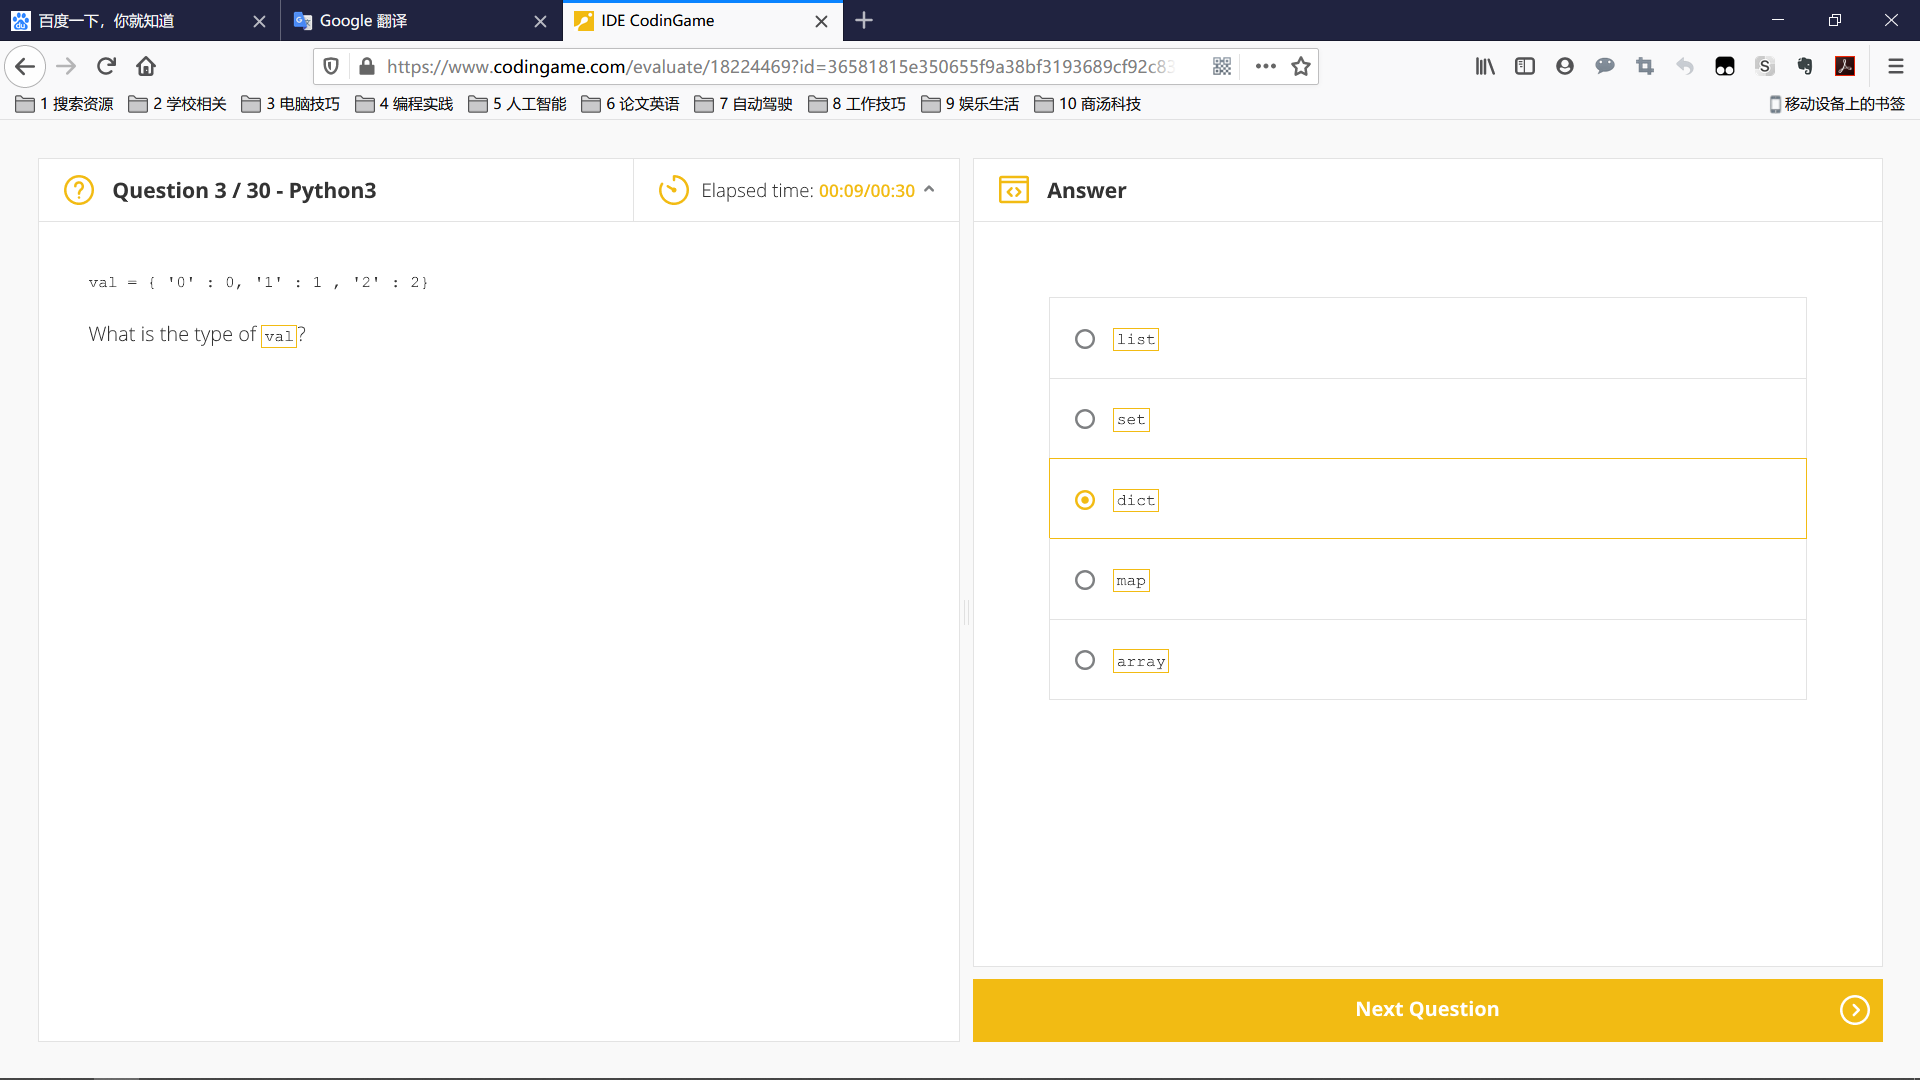 百度一下，你就知道
Google 翻译
IDE CodinGame
https://www.codingame.com/evaluate/18224469?id=36581815e350655f9a38bf3193689cf92c83
1 搜索资源 2 学校相关 3 电脑技巧 4 编程实践 5 人工智能 6 论文英语 7 自动驾驶 8 工作技巧 9 娱乐生活 10 商汤科技 移动设备上的书签
Question 3 / 30 - Python3
Elapsed time: 00:09/00:30
val = { '0' : 0, '1' : 1 , '2' : 2}
What is the type of val?
Answer
list
set
dict
map
array
Next Question